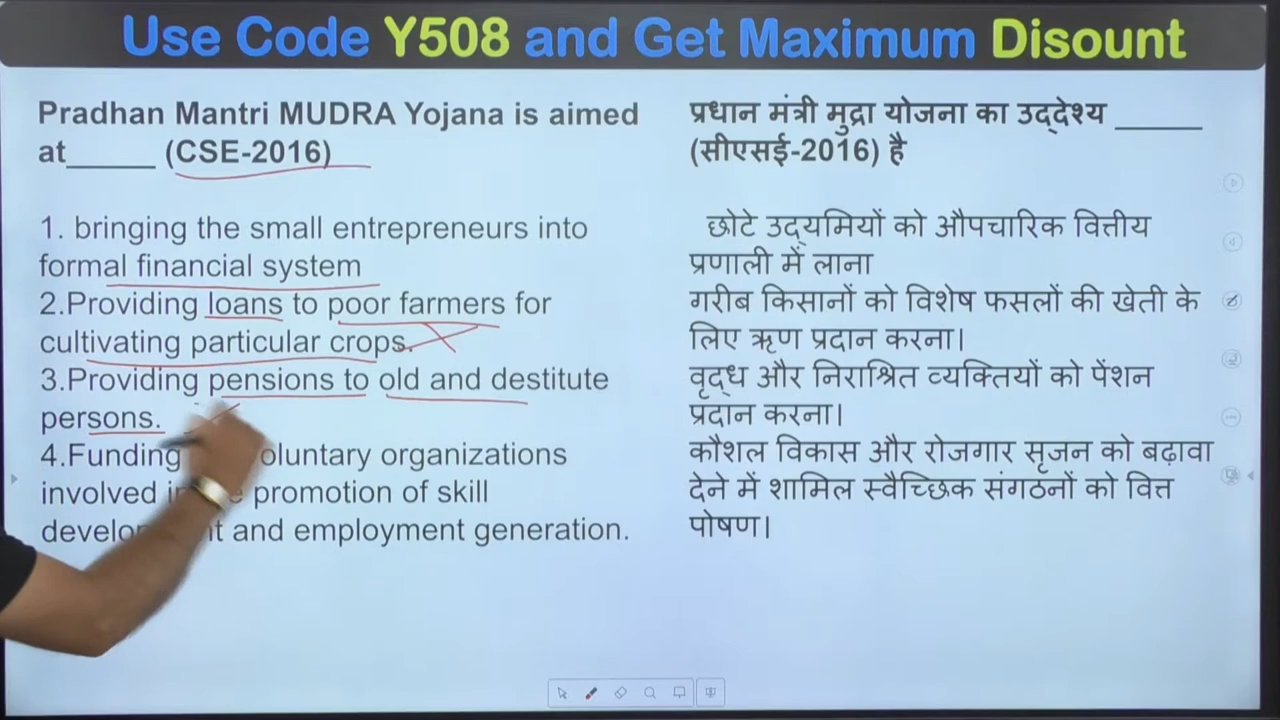 Use Code Y508 and Get Maximum Disount
Pradhan Mantri MUDRA Yojana is aimed
at______ (CSE-2016)
1. bringing the small entrepreneurs into
formal financial system
2.Providing loans to poor farmers for
cultivating particular crops.
3.Providing pensions to old and destitute
persons.
4.Funding oluntary organizations
involved promotion of skill
and employment generation.
प्रधान मंत्री मुद्रा योजना का उद्देश्य ______
(सीएसई-2016) है
छोटे उद्यमियों को औपचारिक वित्तीय
प्रणाली में लाना
गरीब किसानों को विशेष फसलों की खेती के
लिए ऋण प्रदान करना।
वृद्ध और निराश्रित व्यक्तियों को पेंशन
प्रदान करना।
कौशल विकास और रोजगार सृजन को बढ़ावा
देने में शामिल स्वैच्छिक संगठनों को वित्त
पोषण।